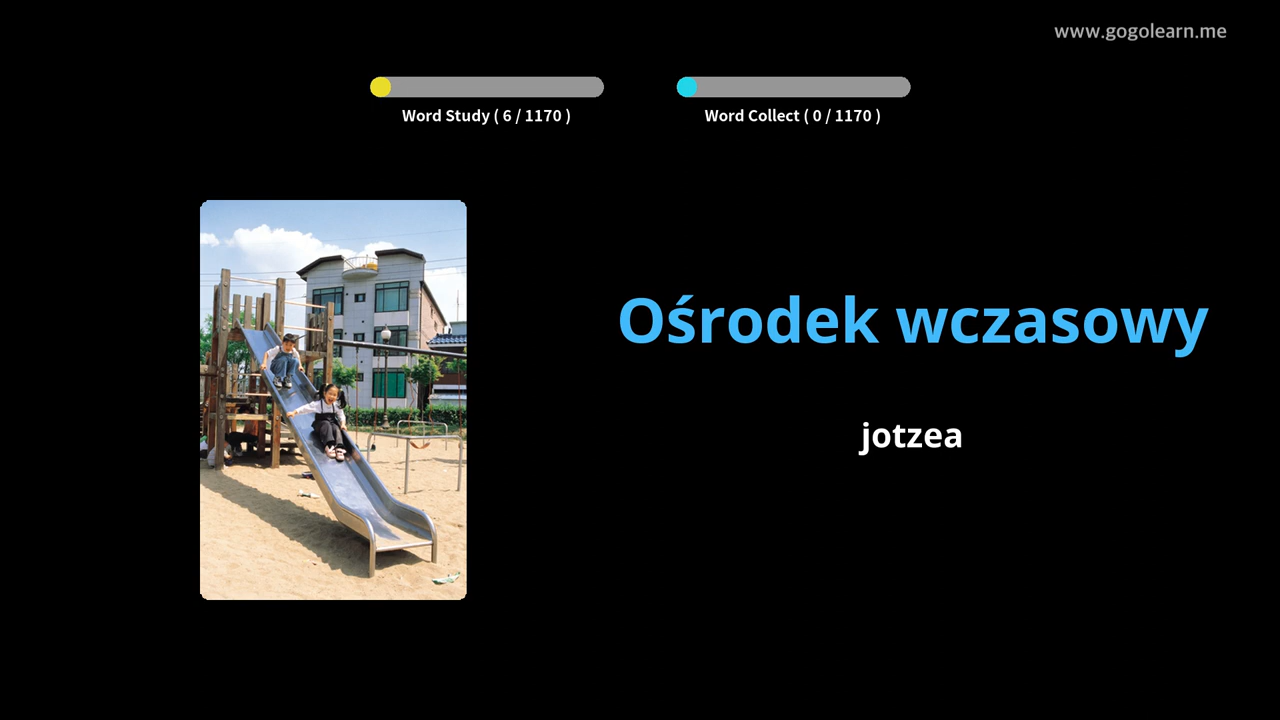 www.gogolearn.me
Word Study ( 6 / 1170 )
Word Collect ( 0 / 1170 )
Ośrodek wczasowy
jotzea